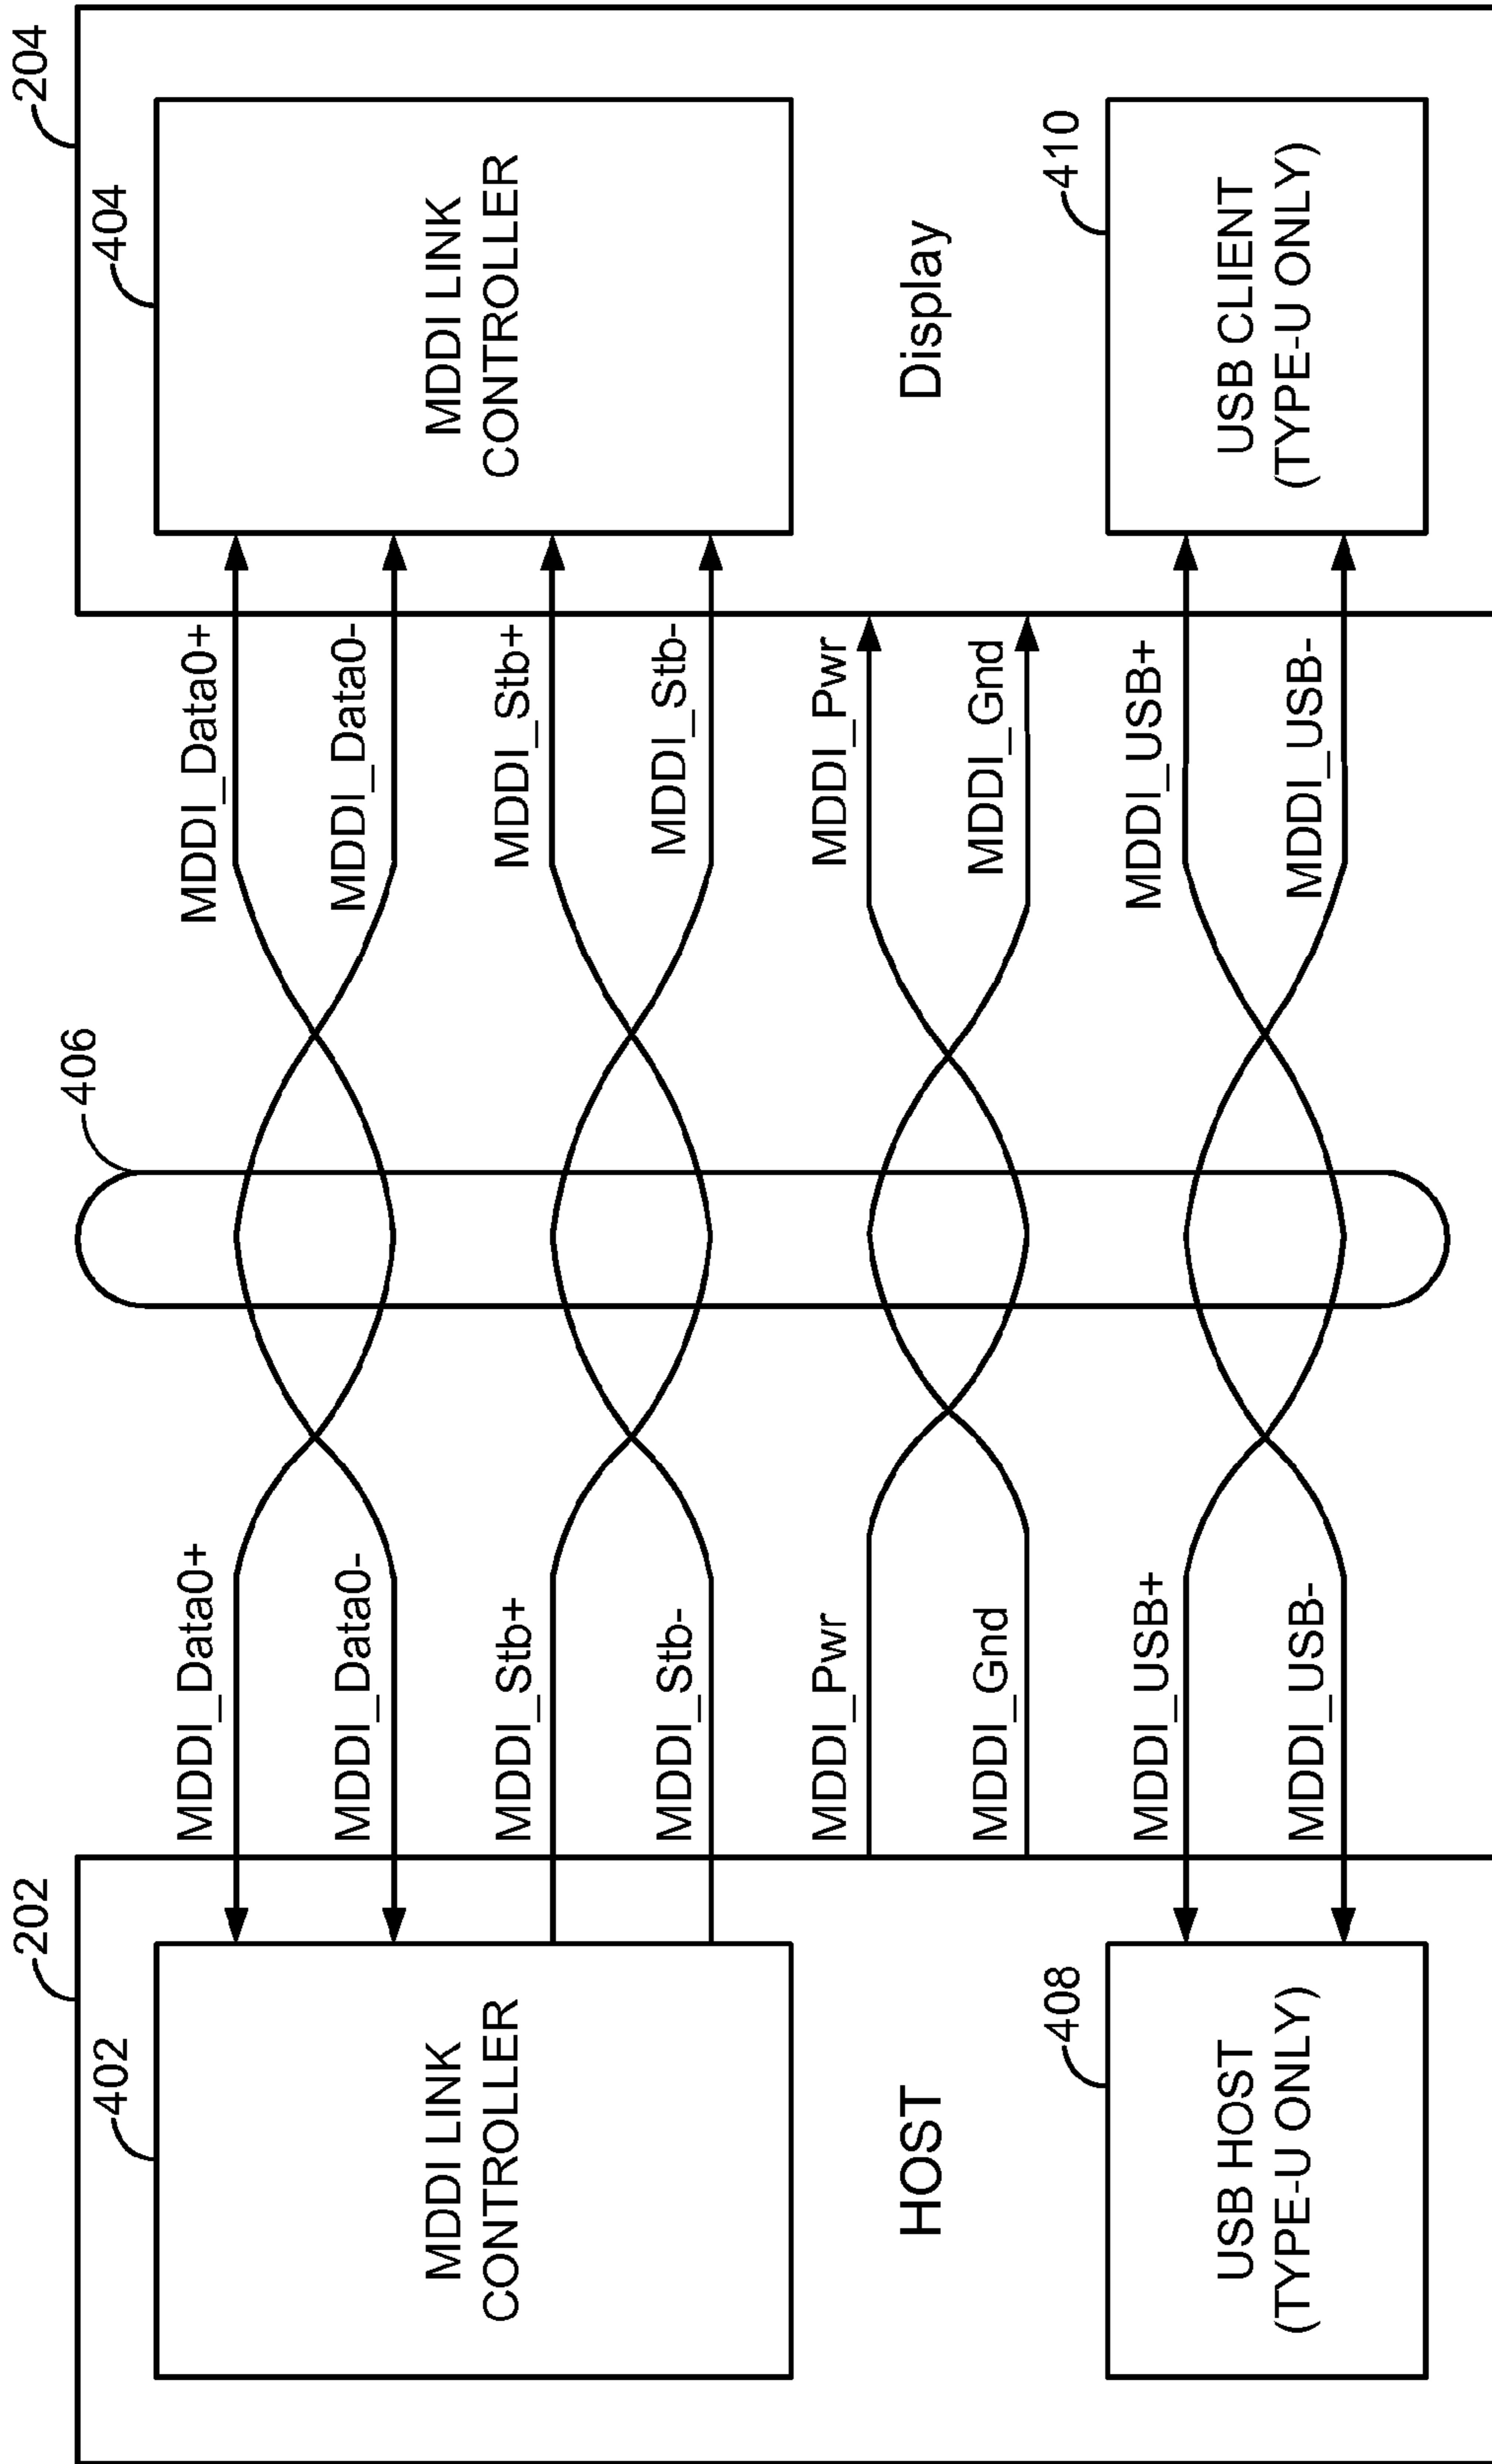 202
402
MDDI LINK
CONTROLLER
HOST
408
USB HOST
(TYPE-U ONLY)
MDDI_Data0+
MDDI_Data0-
MDDI_Stb+
MDDI_Stb-
MDDI_Pwr
MDDI_Gnd
MDDI_USB+
MDDI_USB-
406
MDDI_Data0+
MDDI_Data0-
MDDI_Stb+
MDDI_Stb-
MDDI_Pwr
MDDI_Gnd
MDDI_USB+
MDDI_USB-
204
404
MDDI LINK
CONTROLLER
Display
410
USB CLIENT
(TYPE-U ONLY)